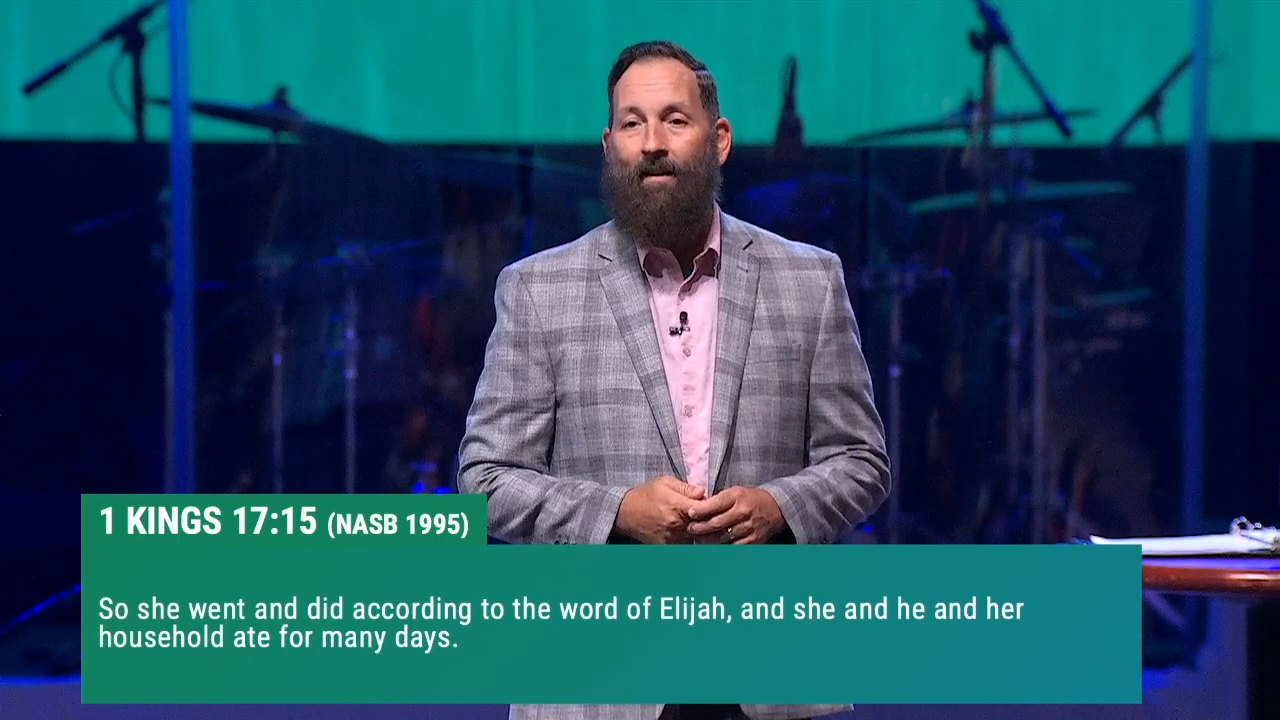 1 KINGS 17:15 (NASB 1995)
So she went and did according to the word of Elijah, and she and he and her
household ate for many days.